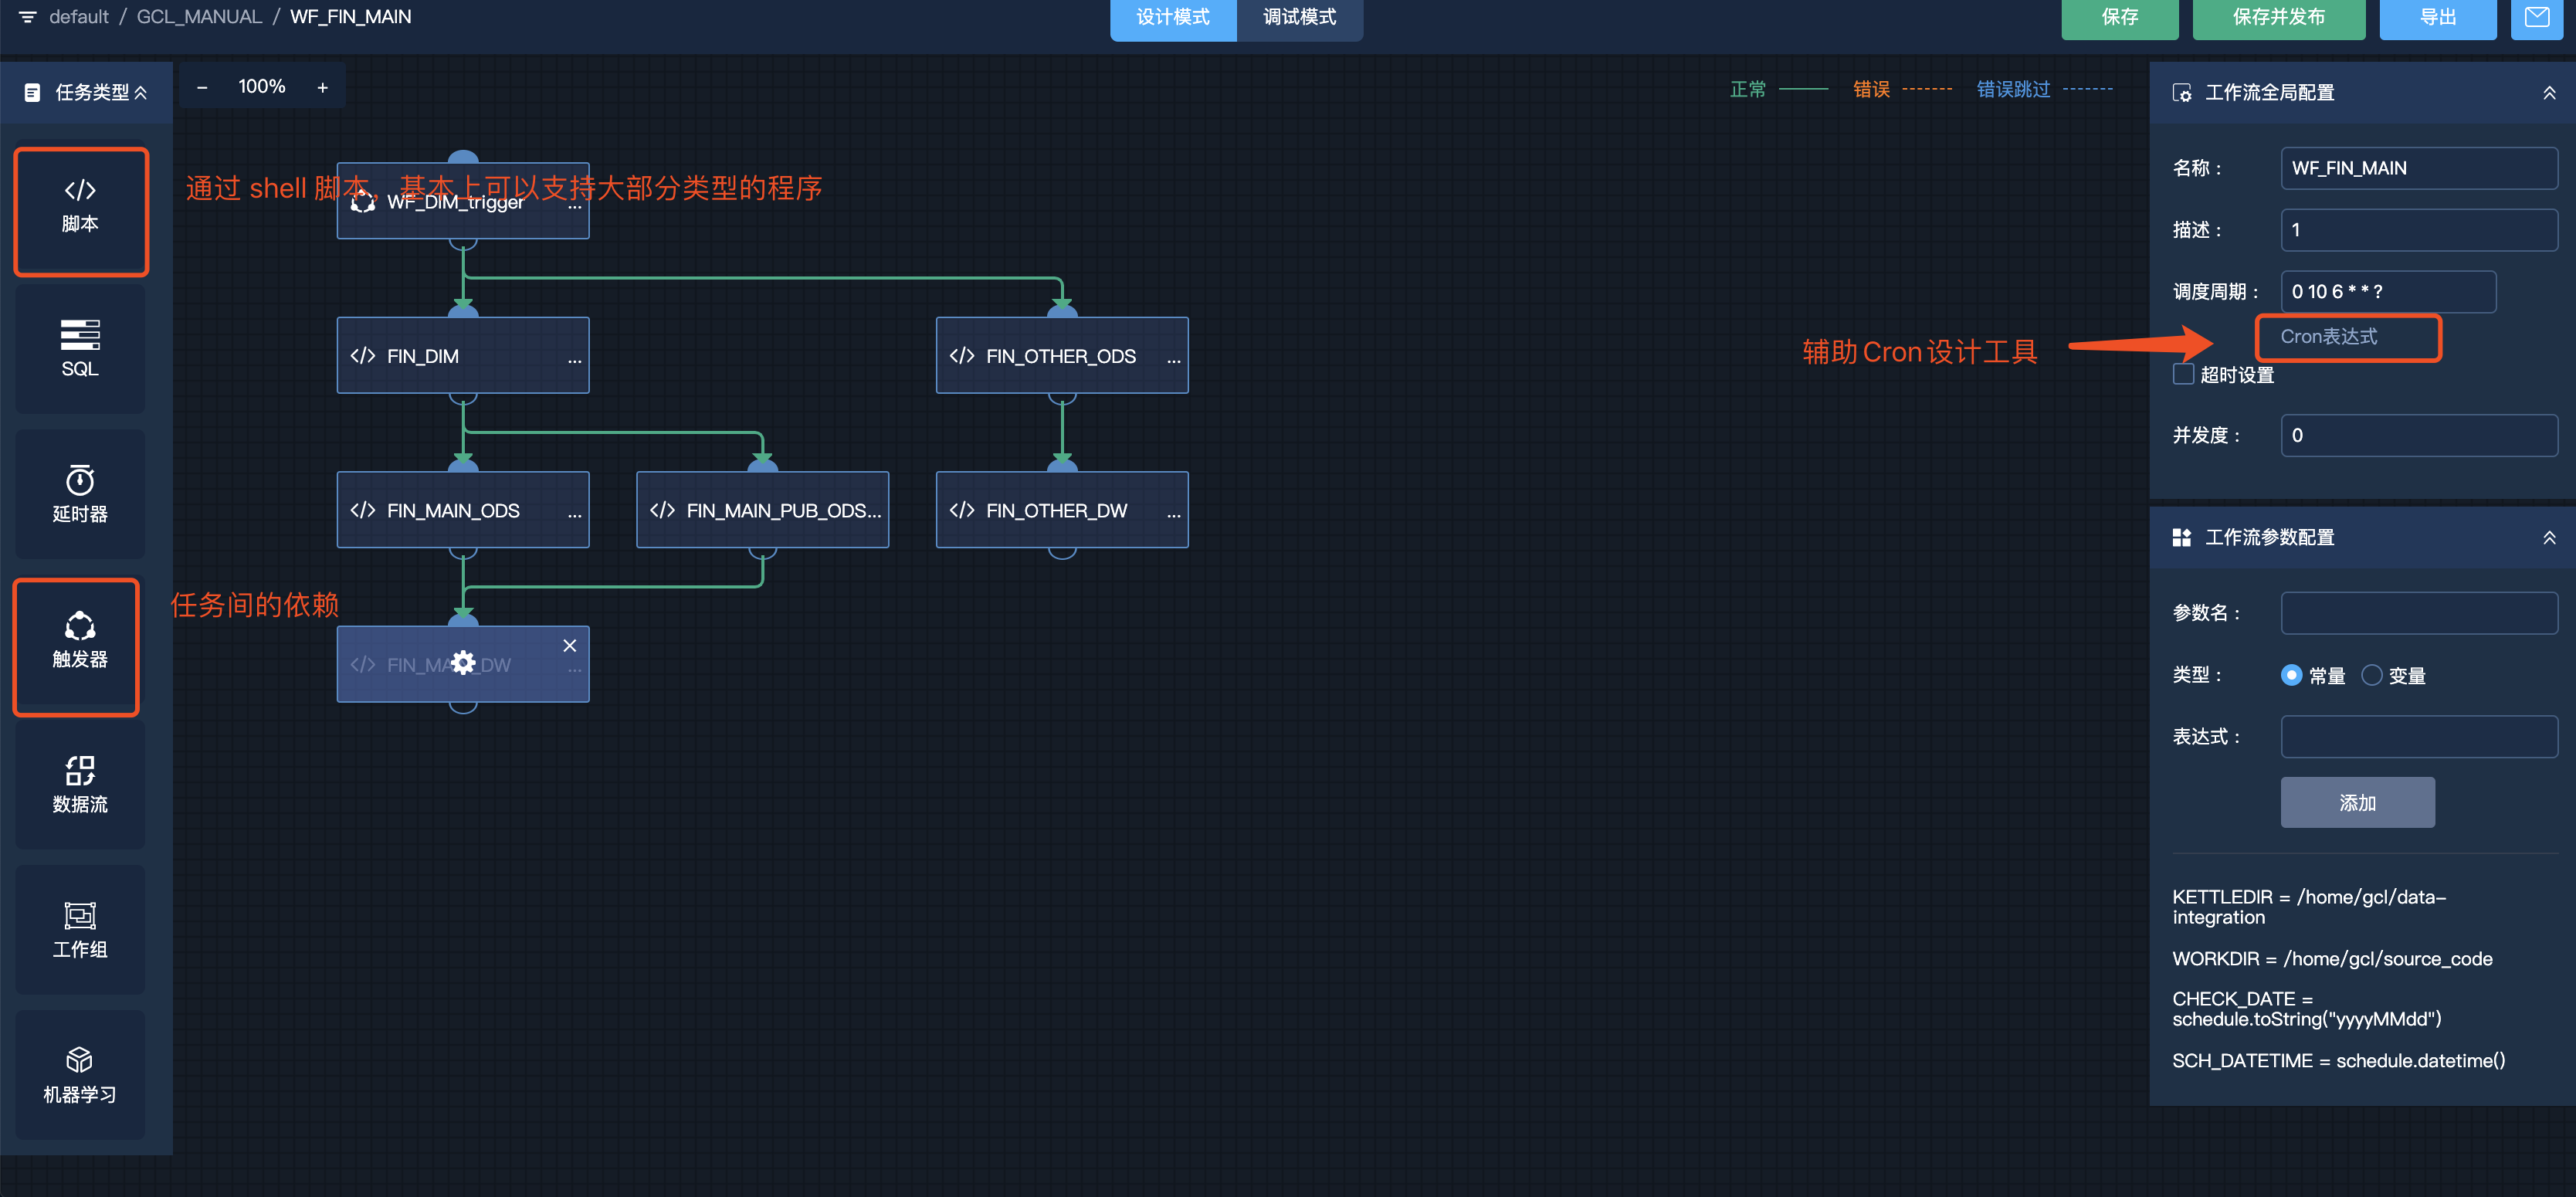 default / GCL_MANUAL / WF_FIN_MAIN
设计模式
调试模式
保存
保存并发布
导出
任务类型
− 100% +
正常
错误
错误跳过
脚本
SQL
延时器
触发器
数据流
工作组
机器学习
通过 shell 脚本，基本上可以支持大部分类型的程序
WF_DIM_trigger ...
FIN_DIM ...
FIN_OTHER_ODS ...
FIN_MAIN_ODS ...
FIN_MAIN_PUB_ODS...
FIN_OTHER_DW ...
任务间的依赖
FIN_MA DW ...
辅助 Cron 设计工具
工作流全局配置
名称：
WF_FIN_MAIN
描述：
1
调度周期：
0 10 6 * * ?
Cron表达式
超时设置
并发度：
0
工作流参数配置
参数名：
类型：
常量
变量
表达式：
添加
KETTLEDIR = /home/gcl/data-
integration
WORKDIR = /home/gcl/source_code
CHECK_DATE =
schedule.toString("yyyyMMdd")
SCH_DATETIME = schedule.datetime()